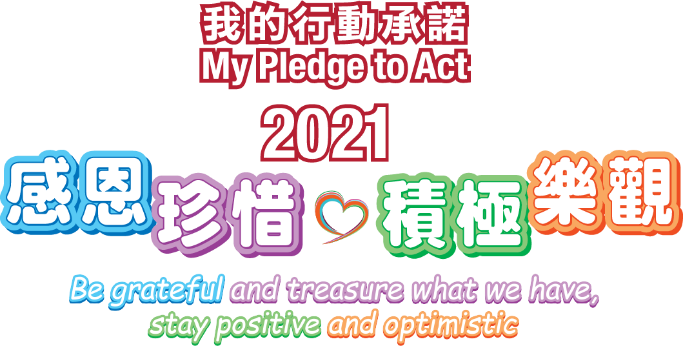 我的行動承諾
My Pledge to Act
2021
感恩珍惜 積極樂觀
Be grateful and treasure what we have,
stay positive and optimistic